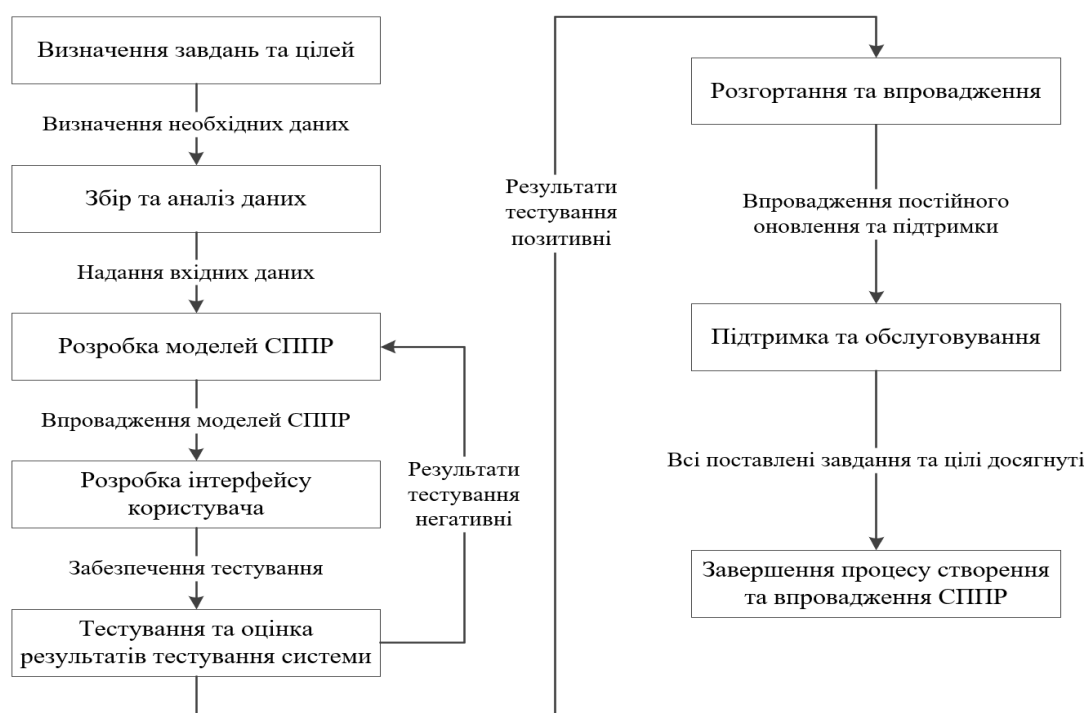 Визначення завдань та цілей
Визначення необхідних даних
Збір та аналіз даних
Надання вхідних даних
Розробка моделей СППР
Впровадження моделей СППР
Розробка інтерфейсу
користувача
Забезпечення тестування
Тестування та оцінка
результатів тестування системи
Результати
тестування
негативні
Результати
тестування
позитивні
Розгортання та впровадження
Впровадження постійного
оновлення та підтримки
Підтримка та обслуговування
Всі поставлені завдання та цілі досягнуті
Завершення процесу створення
та впровадження СППР